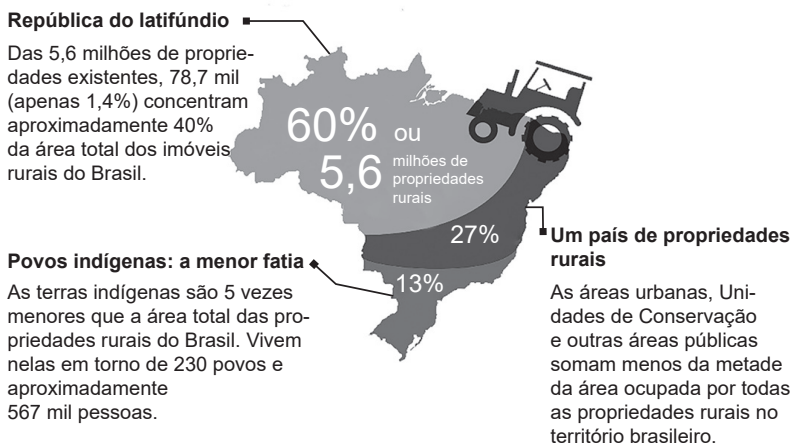 República do latifúndio
Das 5,6 milhões de proprie-
dades existentes, 78,7 mil
(apenas 1,4%) concentram
aproximadamente 40%
da área total dos imóveis
rurais do Brasil.
60% ou
5,6 milhões de
propriedades
rurais
27%
Um país de propriedades
rurais
As áreas urbanas, Uni-
dades de Conservação
e outras áreas públicas
somam menos da metade
da área ocupada por todas
as propriedades rurais no
território brasileiro.
Povos indígenas: a menor fatia
13%
As terras indígenas são 5 vezes
menores que a área total das pro-
priedades rurais do Brasil. Vivem
nelas em torno de 230 povos e
aproximadamente
567 mil pessoas.